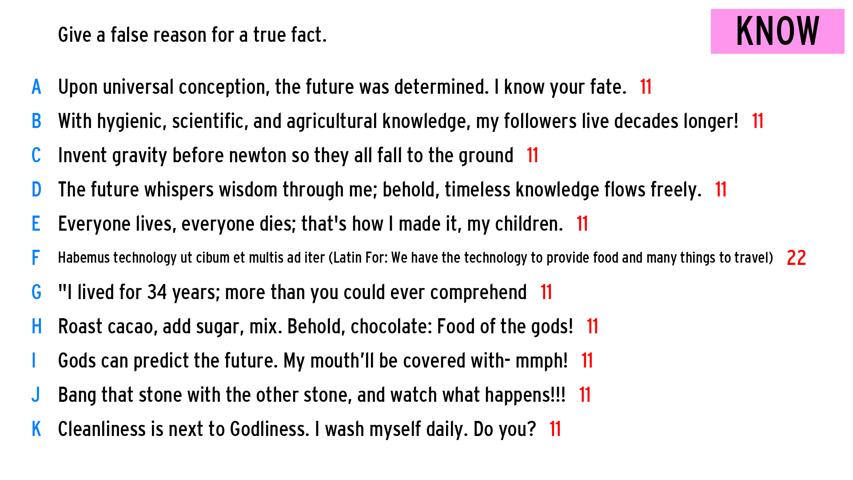 Give a false reason for a true fact.
KNOW
A Upon universal conception, the future was determined. I know your fate. 11
B With hygienic, scientific, and agricultural knowledge, my followers live decades longer! 11
C Invent gravity before newton so they all fall to the ground 11
D The future whispers wisdom through me; behold, timeless knowledge flows freely. 11
E Everyone lives, everyone dies; that's how I made it, my children. 11
F Habemus technology ut cibum et multis ad iter (Latin For: We have the technology to provide food and many things to travel) 22
G "I lived for 34 years; more than you could ever comprehend 11
H Roast cacao, add sugar, mix. Behold, chocolate: Food of the gods! 11
I Gods can predict the future. My mouth’ll be covered with- mmph! 11
J Bang that stone with the other stone, and watch what happens!!! 11
K Cleanliness is next to Godliness. I wash myself daily. Do you? 11